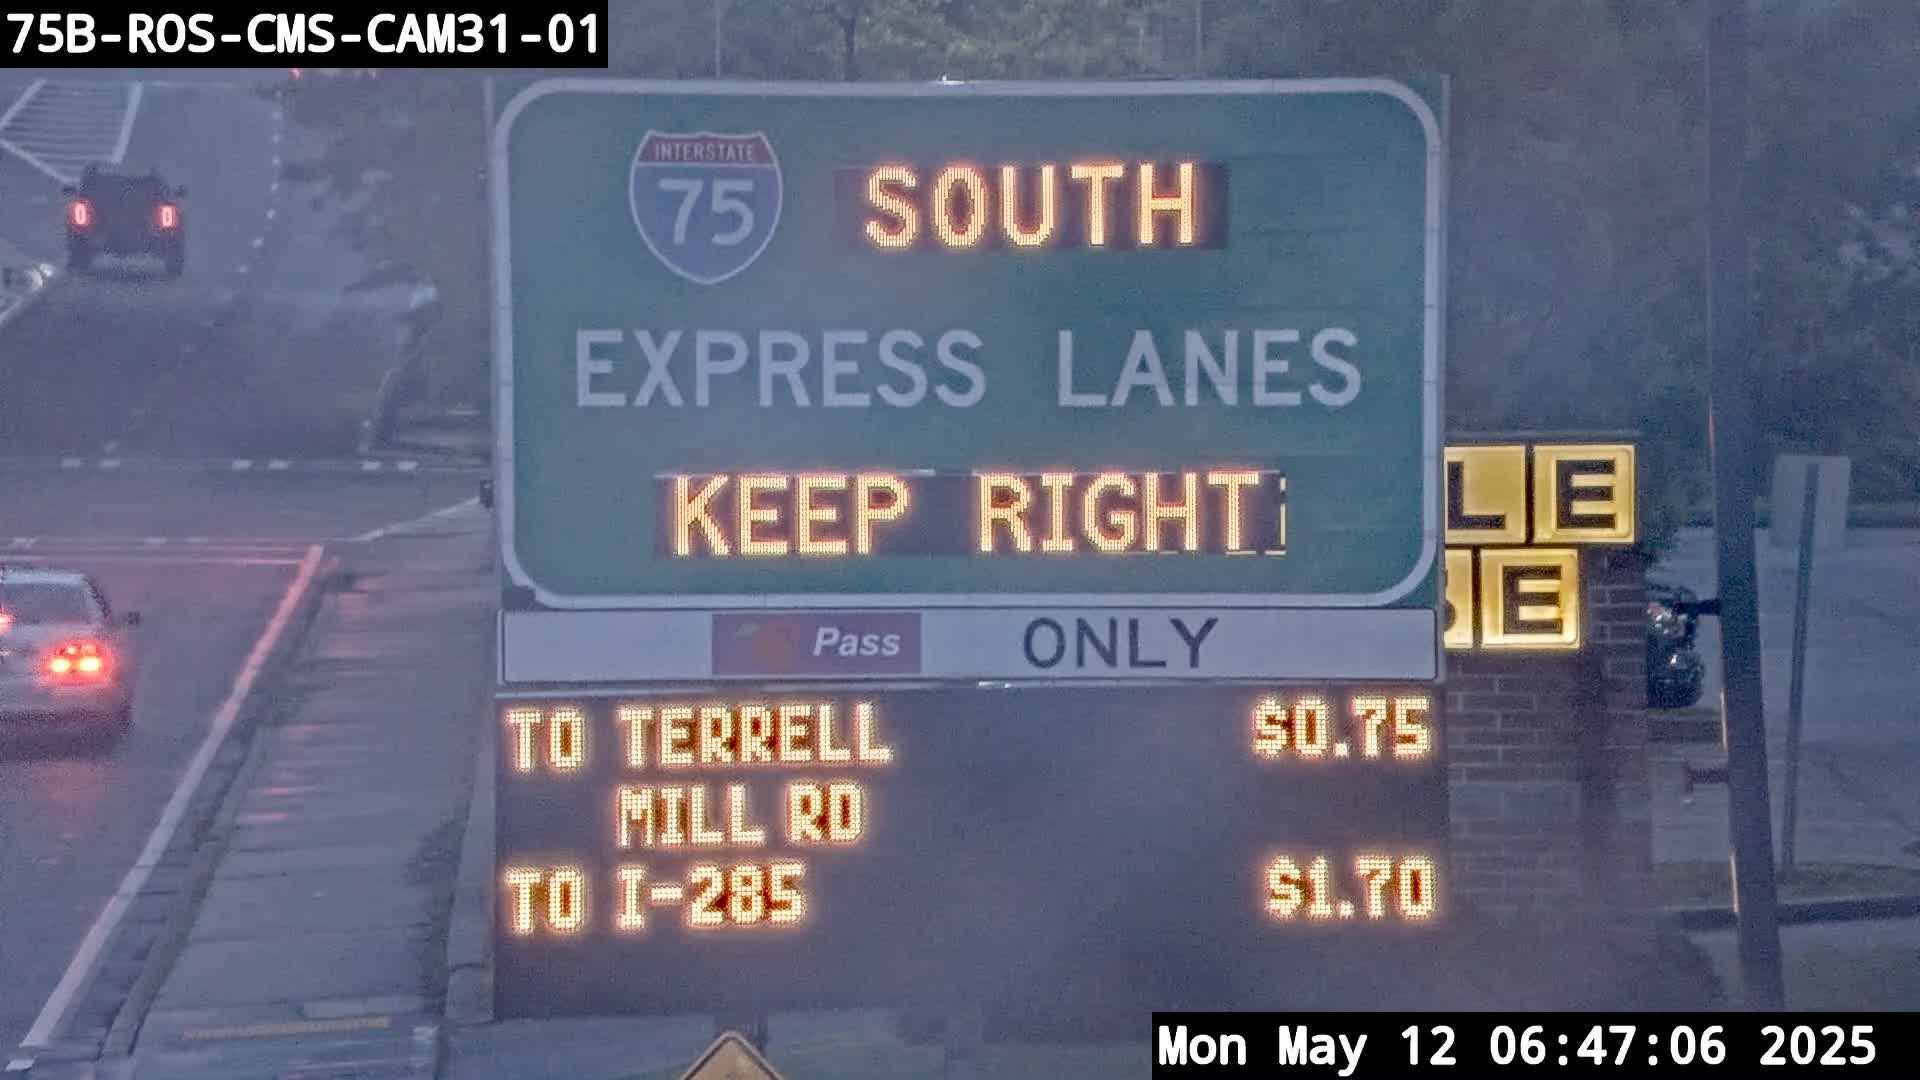 75B-ROS-CMS-CAM31-01
INTERSTATE
75
SOUTH
EXPRESS LANES
KEEP RIGHT
Pass ONLY
TO TERRELL $0.75
MILL RD
TO I-285 $1.70
LE
E
Mon May 12 06:47:06 2025